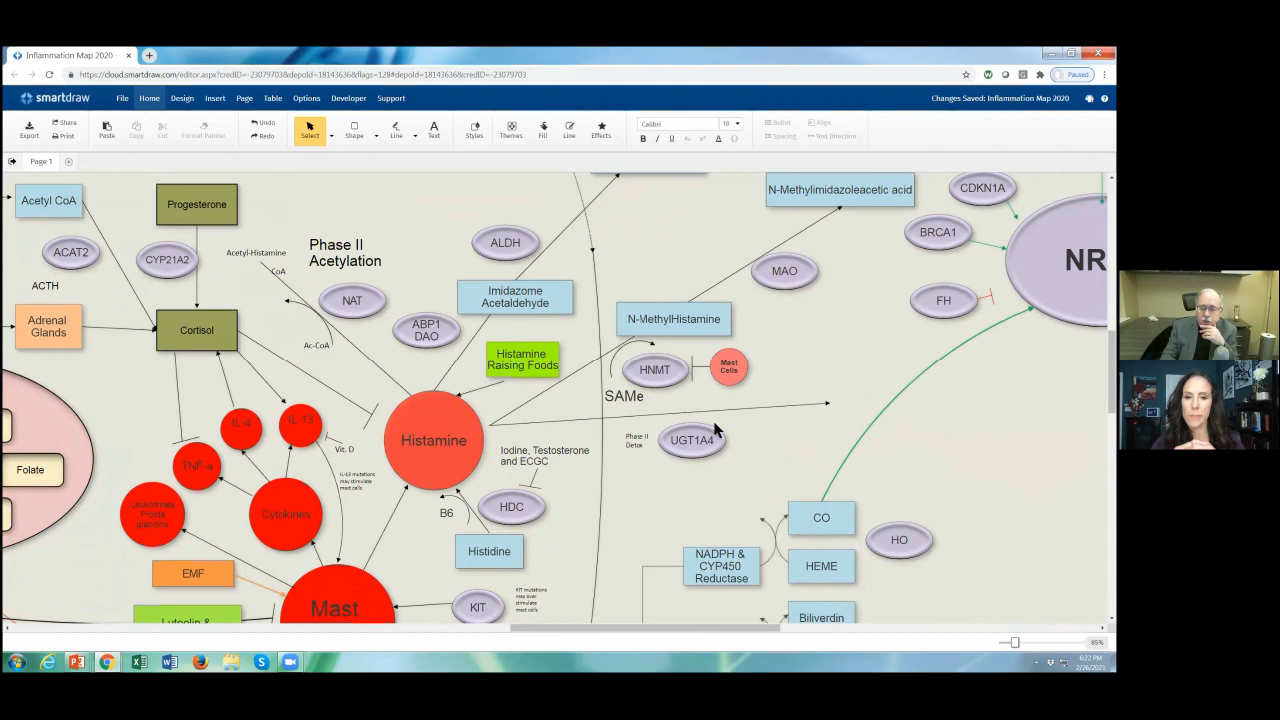 Inflammation Map 2020
https://cloud.smartdraw.com/editor.aspx?credID=-23079703&depoId=18143636&flags=128#depoId=18143636&credID=-23079703
Paused
smartdraw
File Home Design Insert Page Table Options Developer Support
Changes Saved: Inflammation Map 2020
Export
Share
Print
Paste
Copy
Cut
Format Painter
Undo
Redo
Select
Shape
Line
Text
Styles
Themes
Fill
Line
Effects
Calibri
18
B I U A
Bullet
Align
Spacing
Text Direction
Page 1
Acetyl CoA
Progesterone
N-Methylimidazoleacetic acid
CDKN1A
BRCA1
NR
FH
ACAT2
CYP21A2
Acetyl-Histamine
CoA
Phase II
Acetylation
ALDH
MAO
ACTH
NAT
Imidazome
Acetaldehyde
Adrenal
Glands
Cortisol
Ac-CoA
ABP1
DAO
N-MethylHistamine
Histamine
Raising Foods
HNMT
Mast
Cells
SAMe
IL-4
IL-13
Vit. D
Histamine
Phase II
Detox
UGT1A4
Iodine, Testosterone
and ECGC
Folate
TNF-a
IL-13 mutations
may stimulate
mast cells
Leukotrines
Prosta
glandins
Cytokines
B6
HDC
CO
HO
Histidine
NADPH &
CYP450
Reductase
HEME
EMF
Mast
KIT
KIT mutations
may over
stimulate
mast cells
Luteolin &
Biliverdin
85%
6:22 PM
2/26/2021